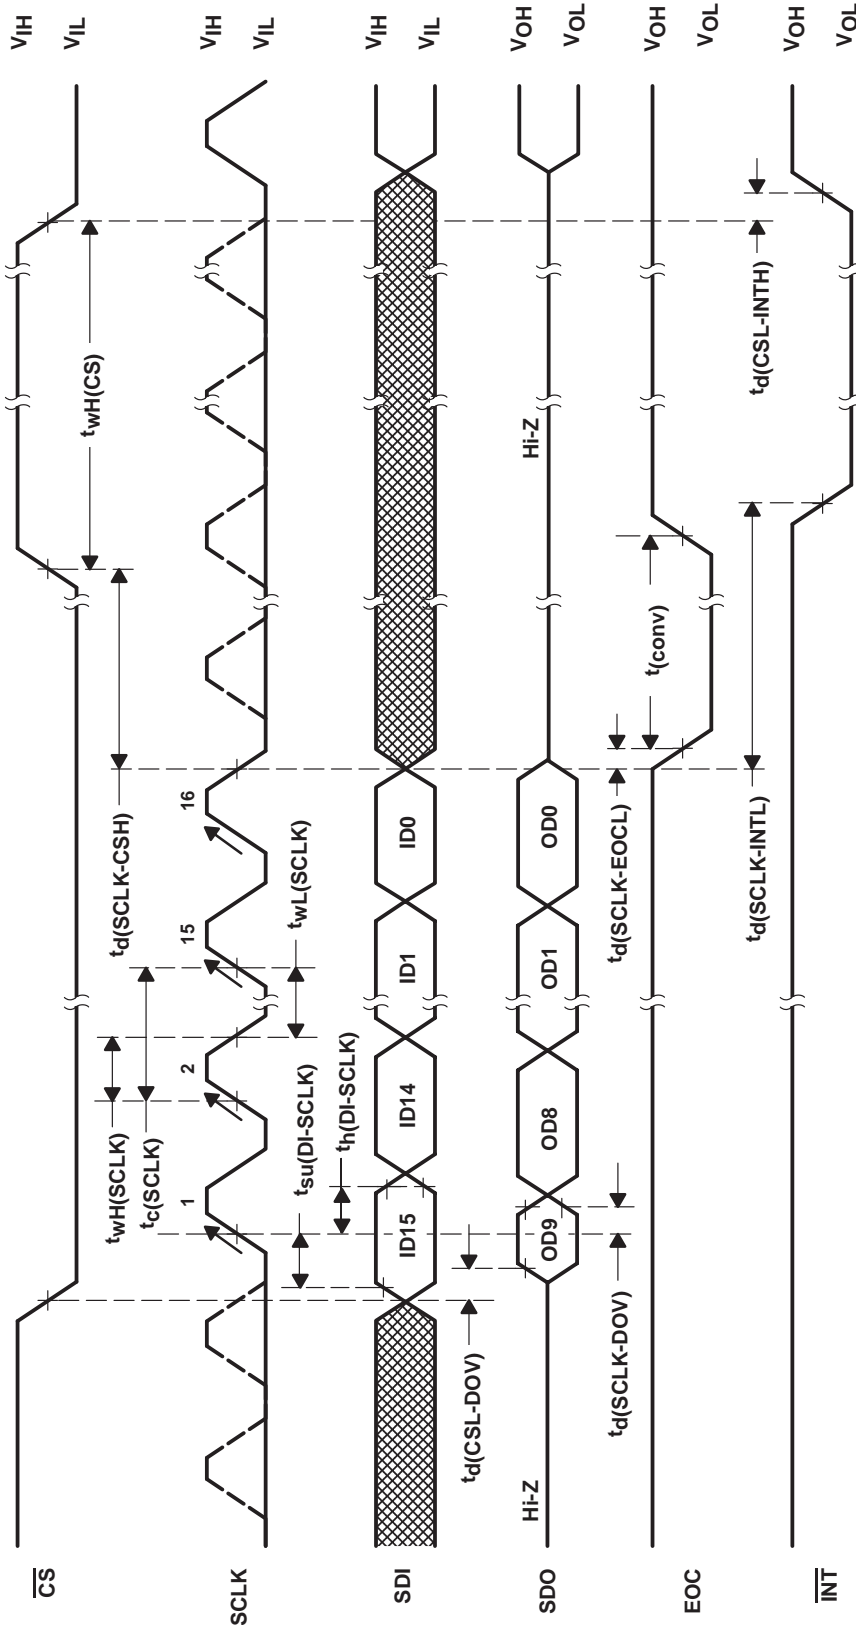 CS
VIH
VIL
twH(CS)
td(SCLK-CSH)
twH(SCLK)
tc(SCLK)
SCLK
1
2
15
16
VIH
VIL
twL(SCLK)
tsu(DI-SCLK)
th(DI-SCLK)
SDI
ID15
ID14
ID1
ID0
VIH
VIL
td(CSL-DOV)
SDO
Hi-Z
OD9
OD8
OD1
OD0
Hi-Z
VOH
VOL
td(SCLK-DOV)
td(SCLK-EOCL)
t(conv)
EOC
VOH
VOL
td(SCLK-INTL)
td(CSL-INTH)
INT
VOH
VOL